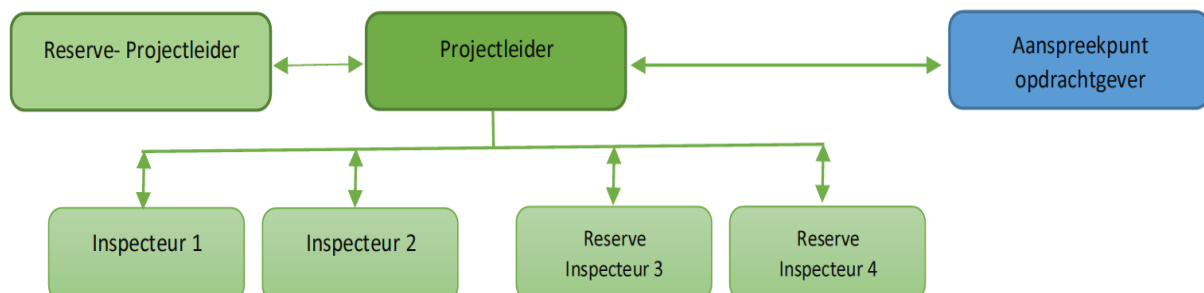 Reserve- Projectleider
Projectleider
Aanspreekpunt
opdrachtgever
Inspecteur 1
Inspecteur 2
Reserve
Inspecteur 3
Reserve
Inspecteur 4